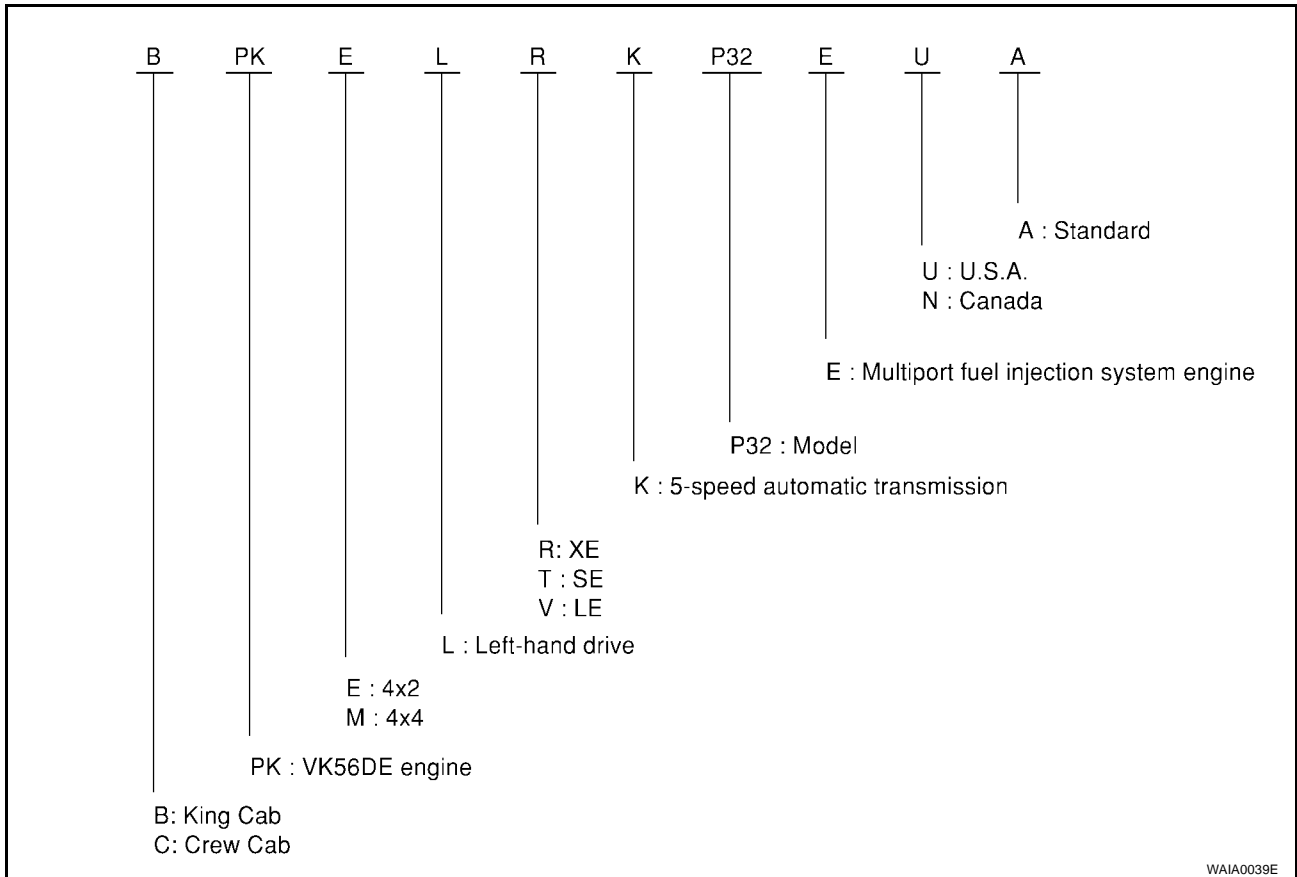 B PK E L R K P32 E U A
A : Standard
U : U.S.A.
N : Canada
E : Multiport fuel injection system engine
P32 : Model
K : 5-speed automatic transmission
R: XE
T : SE
V : LE
L : Left-hand drive
E : 4x2
M : 4x4
PK : VK56DE engine
B: King Cab
C: Crew Cab
WAIA0039E